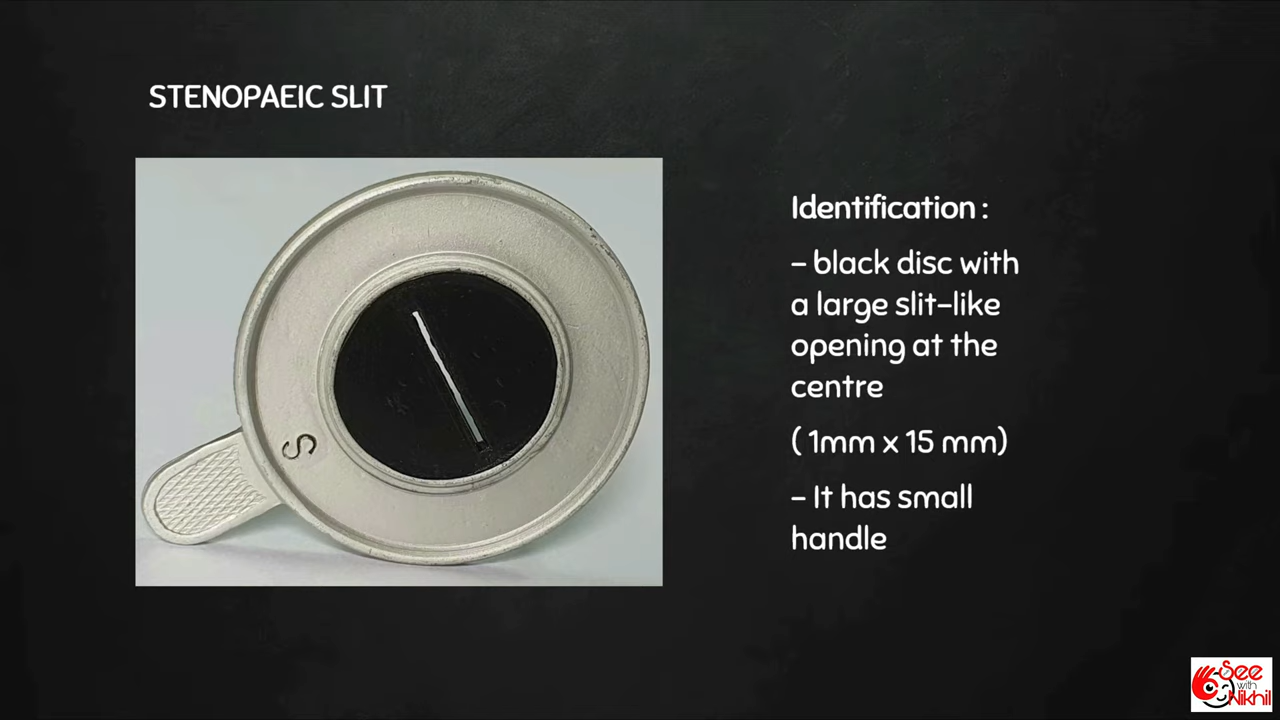 STENOPAEIC SLIT
Identification :
- black disc with
a large slit-like
opening at the
centre
( 1mm x 15 mm)
- It has small
handle
S
See
with
Nikhil